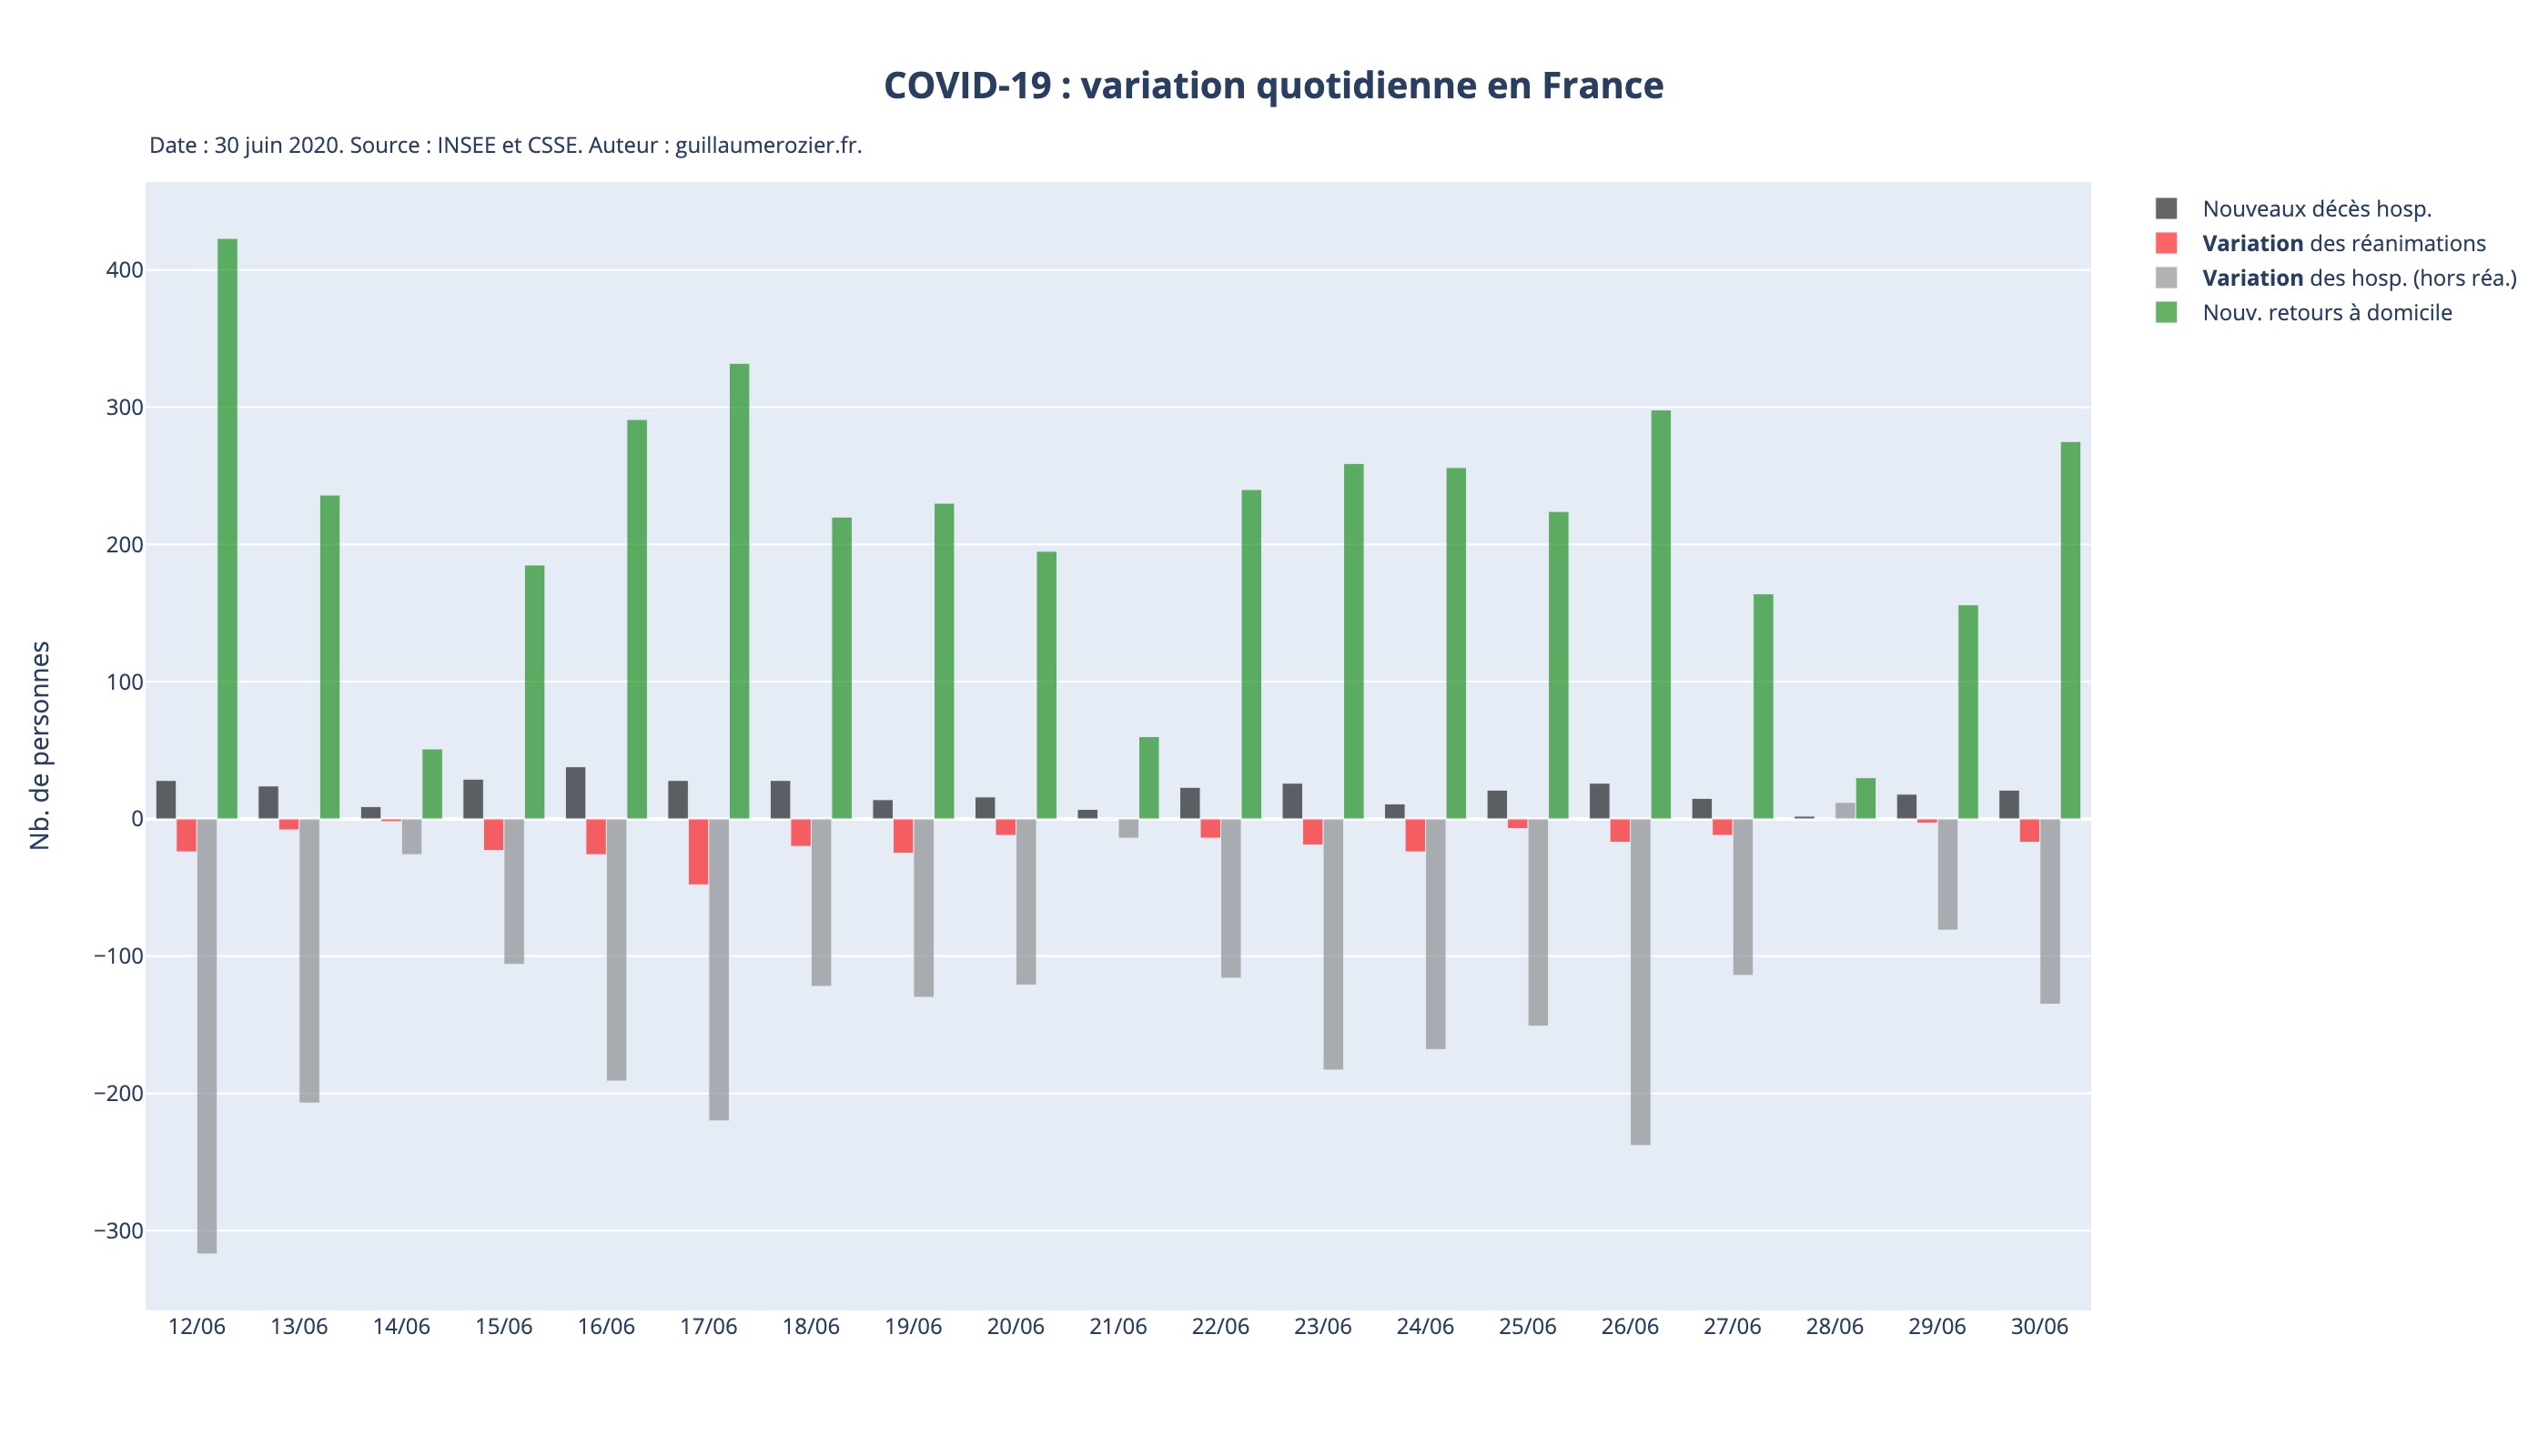 COVID-19 : variation quotidienne en France
Date : 30 juin 2020. Source : INSEE et CSSE. Auteur : guillaumerozier.fr.
Nouveaux décès hosp.
Variation des réanimations
Variation des hosp. (hors réa.)
Nouv. retours à domicile
Nb. de personnes
400
300
200
100
0
−100
−200
−300
12/06 13/06 14/06 15/06 16/06 17/06 18/06 19/06 20/06 21/06 22/06 23/06 24/06 25/06 26/06 27/06 28/06 29/06 30/06